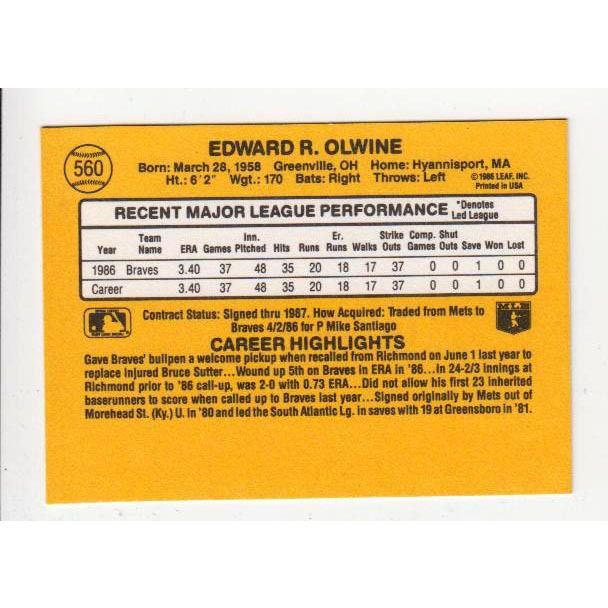 560
EDWARD R. OLWINE
Born: March 28, 1958 Greenville, OH Home: Hyannisport, MA
Ht.: 6'2" Wgt.: 170 Bats: Right Throws: Left
©1986 LEAF, INC.
Printed in USA
RECENT MAJOR LEAGUE PERFORMANCE *Denotes Led League
Year Team Name ERA Games Inn. Pitched Hits Runs Er. Runs Walks Strike Outs Comp. Games Shut Outs Save Won Lost
1986 Braves 3.40 37 48 35 20 18 17 37 0 0 1 0 0
Career 3.40 37 48 35 20 18 17 37 0 0 1 0 0
Contract Status: Signed thru 1987. How Acquired: Traded from Mets to
Braves 4/2/86 for P Mike Santiago
MLB
CAREER HIGHLIGHTS
Gave Braves' bullpen a welcome pickup when recalled from Richmond on June 1 last year to
replace injured Bruce Sutter...Wound up 5th on Braves in ERA in '86...In 24-2/3 innings at
Richmond prior to '86 call-up, was 2-0 with 0.73 ERA...Did not allow his first 23 inherited
baserunners to score when called up to Braves last year...Signed originally by Mets out of
Morehead St. (Ky.) U. in '80 and led the South Atlantic Lg. in saves with 19 at Greensboro in '81.